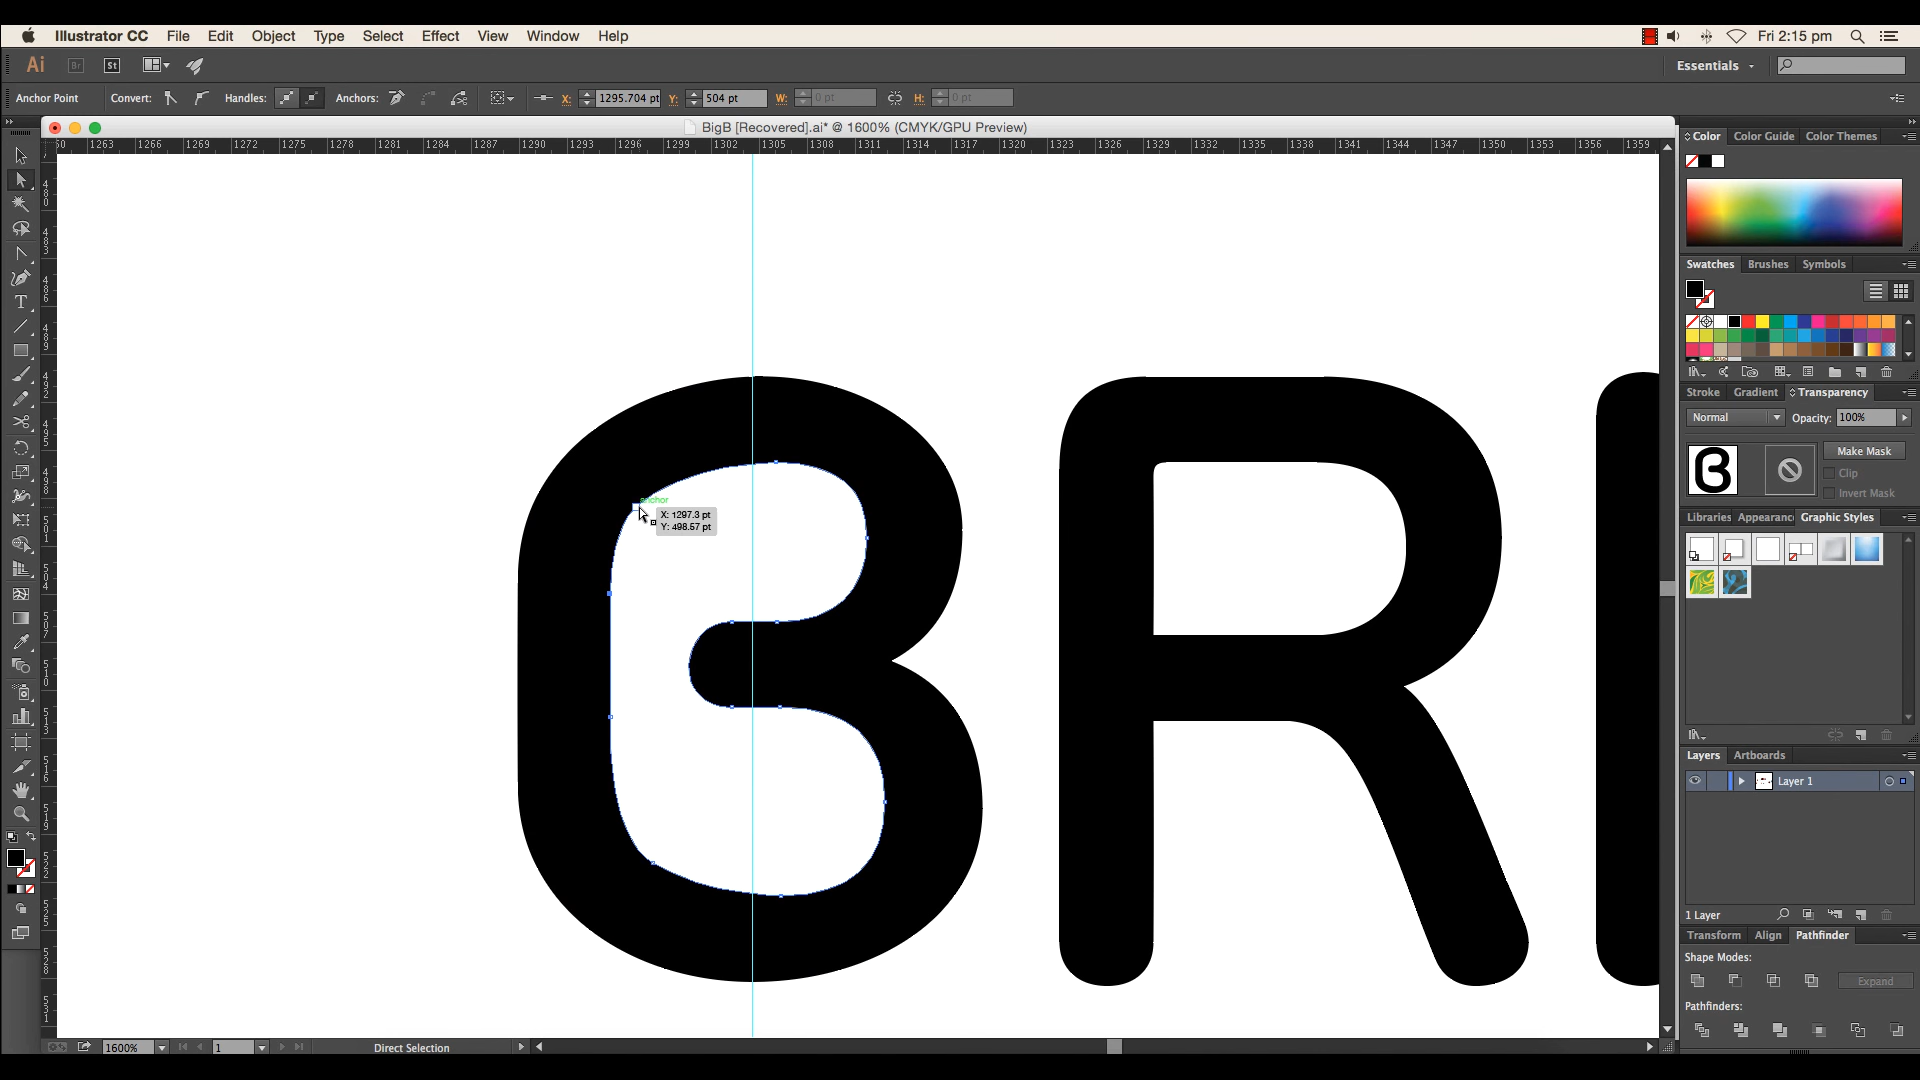 Illustrator CC File Edit Object Type Select Effect View Window Help Fri 2:15 pm
Ai Br St Essentials
Anchor Point Convert: Handles: Anchors: X: 1295.704 pt Y: 504 pt W: 0 pt H: 0 pt
BigB [Recovered].ai* @ 1600% (CMYK/GPU Preview)
1263 1266 1269 1272 1275 1278 1281 1284 1287 1290 1293 1296 1299 1302 1305 1308 1311 1314 1317 1320 1323 1326 1329 1332 1335 1338 1341 1344 1347 1350 1353 1356 1359
Color Color Guide Color Themes
Swatches Brushes Symbols
Stroke Gradient Transparency
Normal Opacity: 100%
Make Mask
Clip
Invert Mask
B
Libraries Appearanc Graphic Styles
anchor
X: 1297.3 pt
Y: 498.57 pt
BR
Layers Artboards
Layer 1
1 Layer
Transform Align Pathfinder
Shape Modes:
Expand
Pathfinders:
1600% 1 Direct Selection